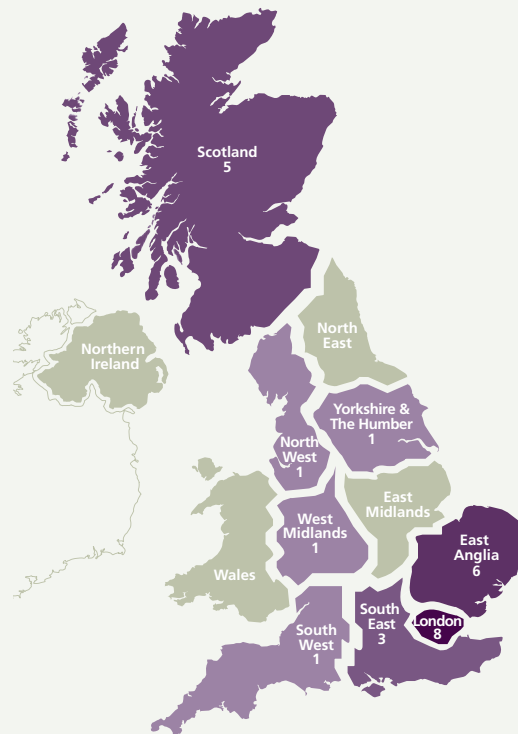 Scotland
5
North
East
Northern
Ireland
Yorkshire &
The Humber
1
North
West
1
East
Midlands
West
Midlands
1
East
Anglia
6
Wales
South
East
3
London
8
South
West
1